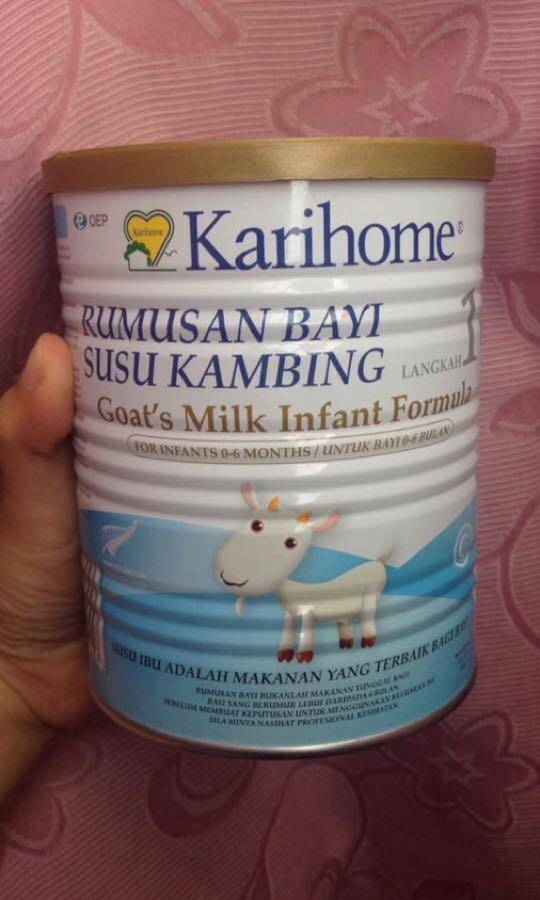 OEP
Karihome
Karihome®
RUMUSAN BAYI
SUSU KAMBING
LANGKAH 1
Goat's Milk Infant Formula
FOR INFANTS 0-6 MONTHS / UNTUK BAYI 0-6 BULAN
SUSU IBU ADALAH MAKANAN YANG TERBAIK BAGI BAYI
RUMUSAN BAYI BUKANLAH MAKANAN TUNGGAL BAGI
BAYI YANG BERUMUR LEBIH DARIPADA 6 BULAN.
SEBELUM MEMBUAT KEPUTUSAN UNTUK MENGGUNAKAN KELUARAN INI
SILA MINTA NASIHAT PROFESIONAL KESIHATAN.